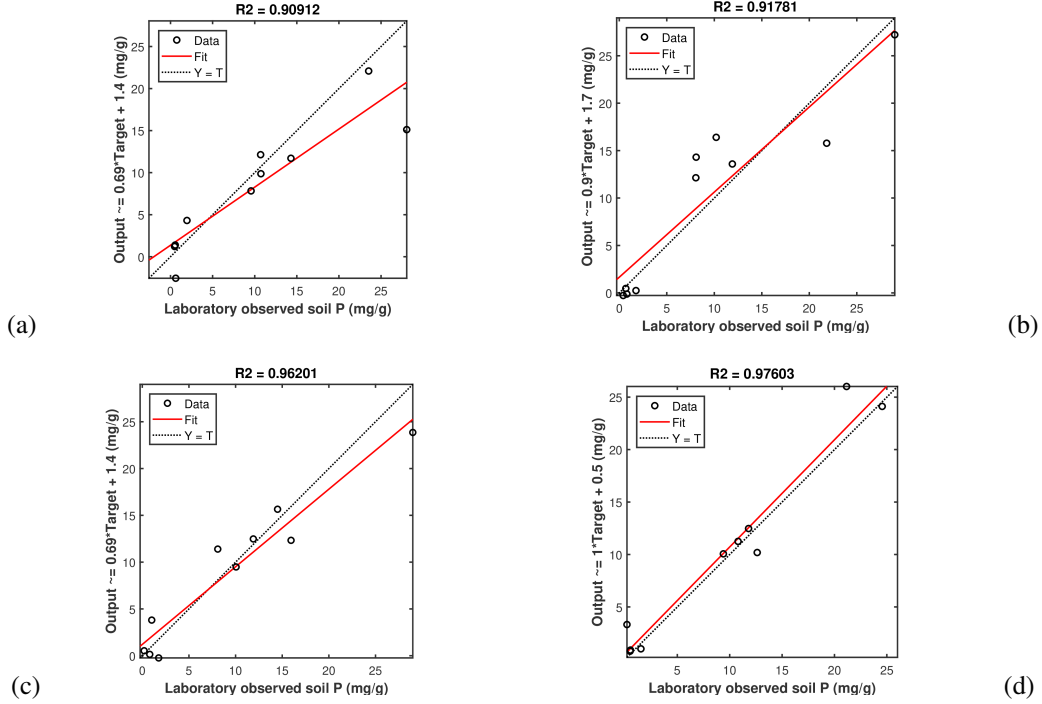 R2 = 0.90912
Data
Fit
Y = T
Output ~= 0.69*Target + 1.4 (mg/g)
25
20
15
10
5
0
0 5 10 15 20 25
Laboratory observed soil P (mg/g)
(a)
R2 = 0.91781
Data
Fit
Y = T
Output ~= 0.9*Target + 1.7 (mg/g)
25
20
15
10
5
0
0 5 10 15 20 25
Laboratory observed soil P (mg/g)
(b)
R2 = 0.96201
Data
Fit
Y = T
Output ~= 0.69*Target + 1.4 (mg/g)
25
20
15
10
5
0
0 5 10 15 20 25
Laboratory observed soil P (mg/g)
(c)
R2 = 0.97603
Data
Fit
Y = T
Output ~= 1*Target + 0.5 (mg/g)
25
20
15
10
5
5 10 15 20 25
Laboratory observed soil P (mg/g)
(d)